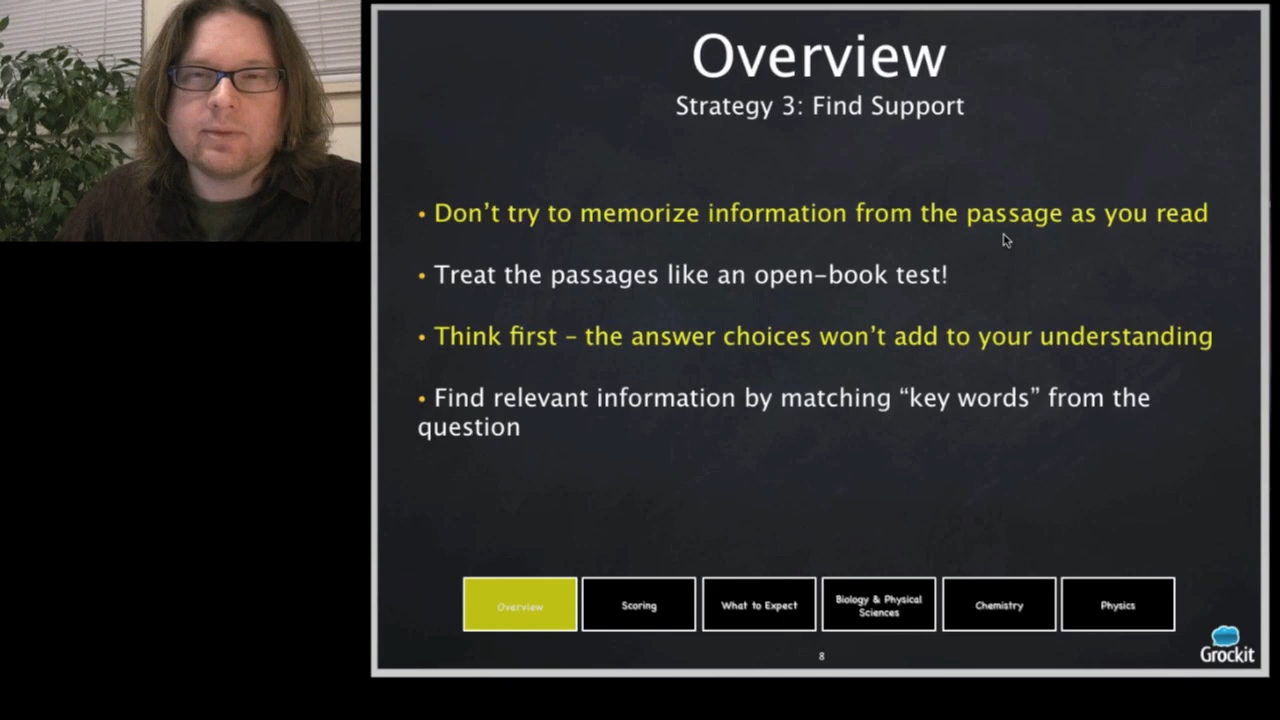 Overview
Strategy 3: Find Support
• Don’t try to memorize information from the passage as you read
• Treat the passages like an open–book test!
• Think first – the answer choices won’t add to your understanding
• Find relevant information by matching “key words” from the
question
Overview
Scoring
What to Expect
Biology & Physical
Sciences
Chemistry
Physics
8
Grockit